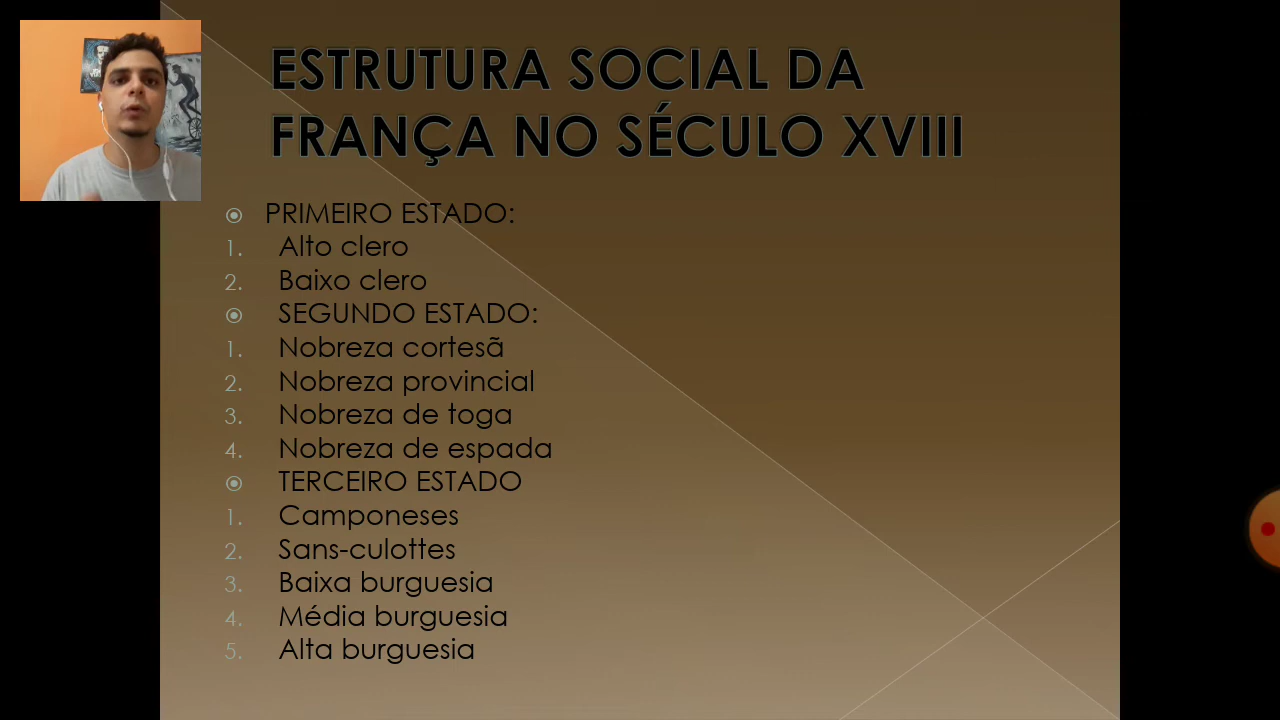 ESTRUTURA SOCIAL DA
FRANÇA NO SÉCULO XVIII
PRIMEIRO ESTADO:
1. Alto clero
2. Baixo clero
SEGUNDO ESTADO:
1. Nobreza cortesã
2. Nobreza provincial
3. Nobreza de toga
4. Nobreza de espada
TERCEIRO ESTADO
1. Camponeses
2. Sans-culottes
3. Baixa burguesia
4. Média burguesia
5. Alta burguesia